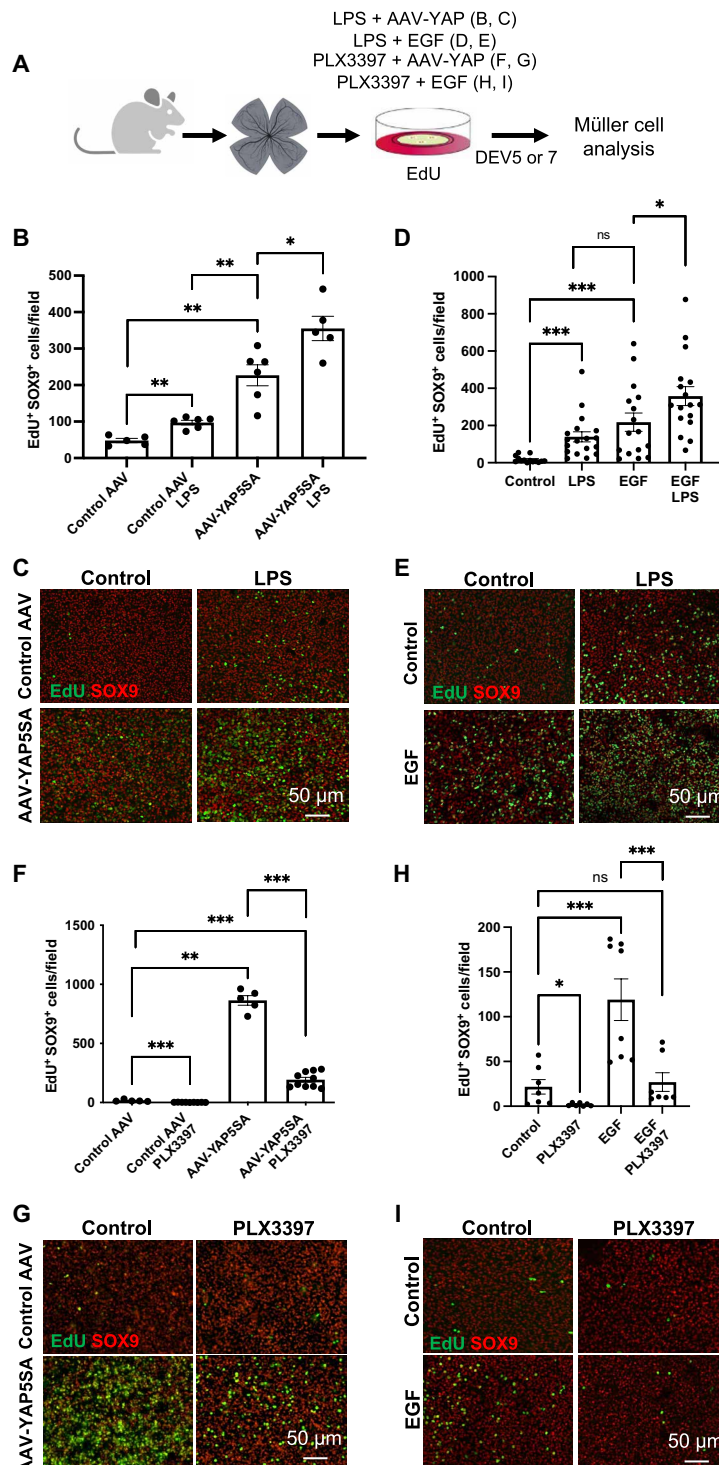 LPS + AAV-YAP (B, C)
LPS + EGF (D, E)
PLX3397 + AAV-YAP (F, G)
PLX3397 + EGF (H, I)
A
EdU
DEV5 or 7
Müller cell
analysis
B
EdU⁺ SOX9⁺ cells/field
500
400
300
200
100
0
**
**
**
*
Control AAV
Control AAV
LPS
AAV-YAP5SA
AAV-YAP5SA
LPS
D
EdU⁺ SOX9⁺ cells/field
1000
800
600
400
200
0
***
***
ns
*
Control
LPS
EGF
EGF
LPS
C
Control
LPS
Control AAV
AAV-YAP5SA
EdU SOX9
50 µm
E
Control
LPS
Control
EGF
EdU SOX9
50 µm
F
EdU⁺ SOX9⁺ cells/field
1500
1000
500
0
***
**
***
***
Control AAV
Control AAV
PLX3397
AAV-YAP5SA
AAV-YAP5SA
PLX3397
H
EdU⁺ SOX9⁺ cells/field
200
150
100
50
0
*
***
ns
***
Control
PLX3397
EGF
EGF
PLX3397
G
Control
PLX3397
Control AAV
AAV-YAP5SA
EdU SOX9
50 µm
I
Control
PLX3397
Control
EGF
EdU SOX9
50 µm